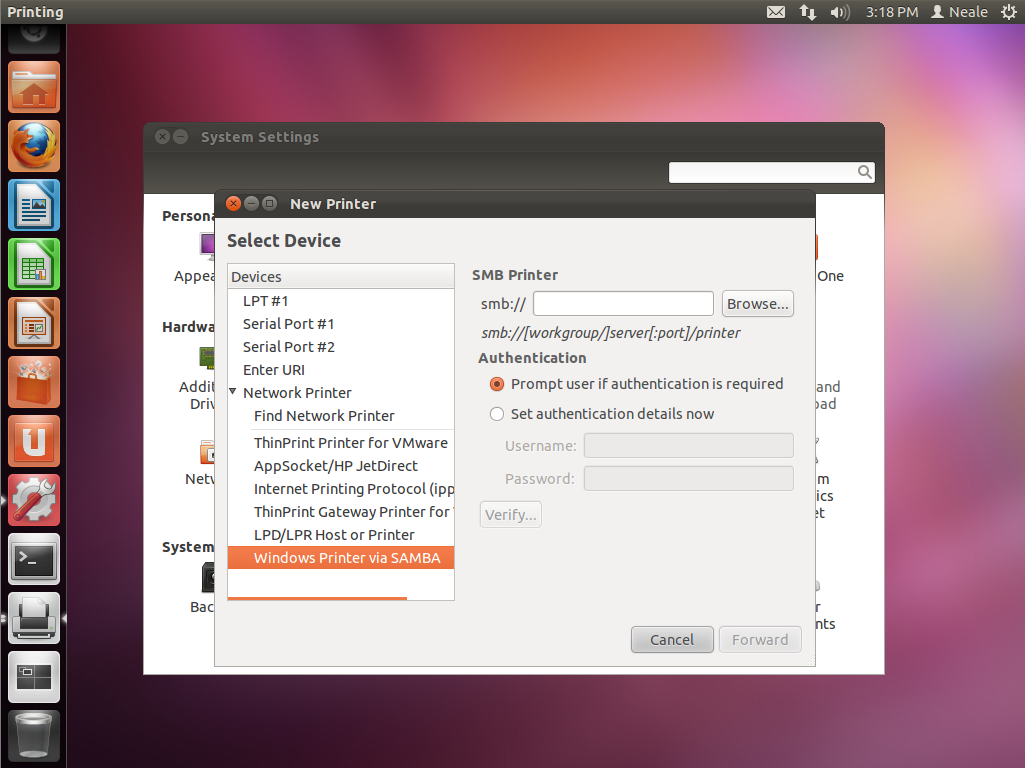 Printing
3:18 PM Neale
System Settings
New Printer
Select Device
Devices
LPT #1
Serial Port #1
Serial Port #2
Enter URI
Network Printer
Find Network Printer
ThinPrint Printer for VMware
AppSocket/HP JetDirect
Internet Printing Protocol (ipp
ThinPrint Gateway Printer for
LPD/LPR Host or Printer
Windows Printer via SAMBA
SMB Printer
smb://
Browse...
smb://[workgroup/]server[:port]/printer
Authentication
Prompt user if authentication is required
Set authentication details now
Username:
Password:
Verify...
Cancel
Forward
Persona
Appea
One
Hardwa
Addit
Driv
and
oad
Netw
m
ics
et
System
Bac
r
nts